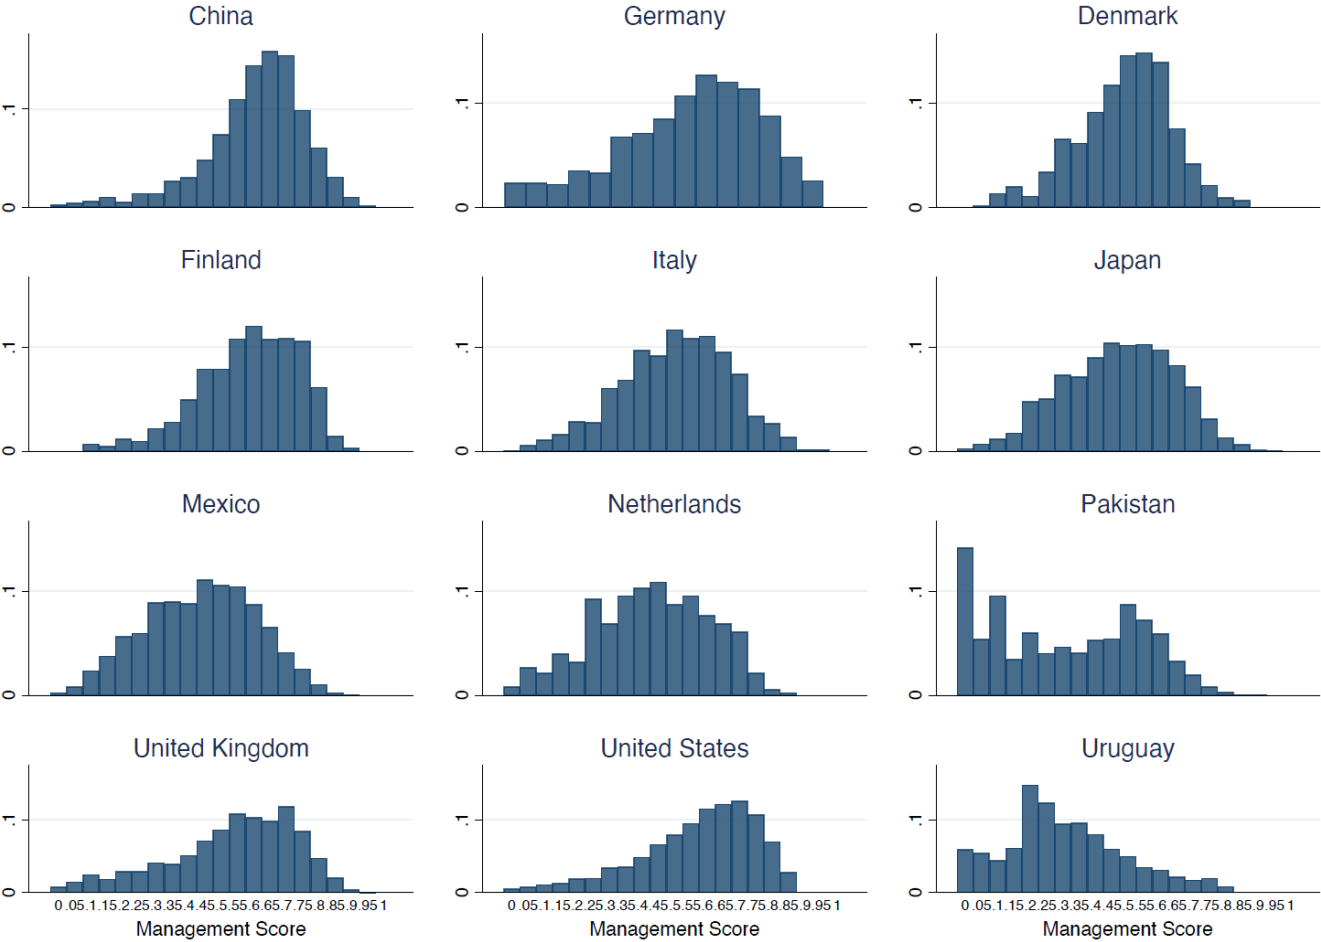 China Germany Denmark
.1 .1 .1
0 0 0
Finland Italy Japan
.1 .1 .1
0 0 0
Mexico Netherlands Pakistan
.1 .1 .1
0 0 0
United Kingdom United States Uruguay
.1 .1 .1
0 0 0
0 .05 .1 .15 .2 .25 .3 .35 .4 .45 .5 .55 .6 .65 .7 .75 .8 .85 .9 .95 1 0 .05 .1 .15 .2 .25 .3 .35 .4 .45 .5 .55 .6 .65 .7 .75 .8 .85 .9 .95 1 0 .05 .1 .15 .2 .25 .3 .35 .4 .45 .5 .55 .6 .65 .7 .75 .8 .85 .9 .95 1
Management Score Management Score Management Score